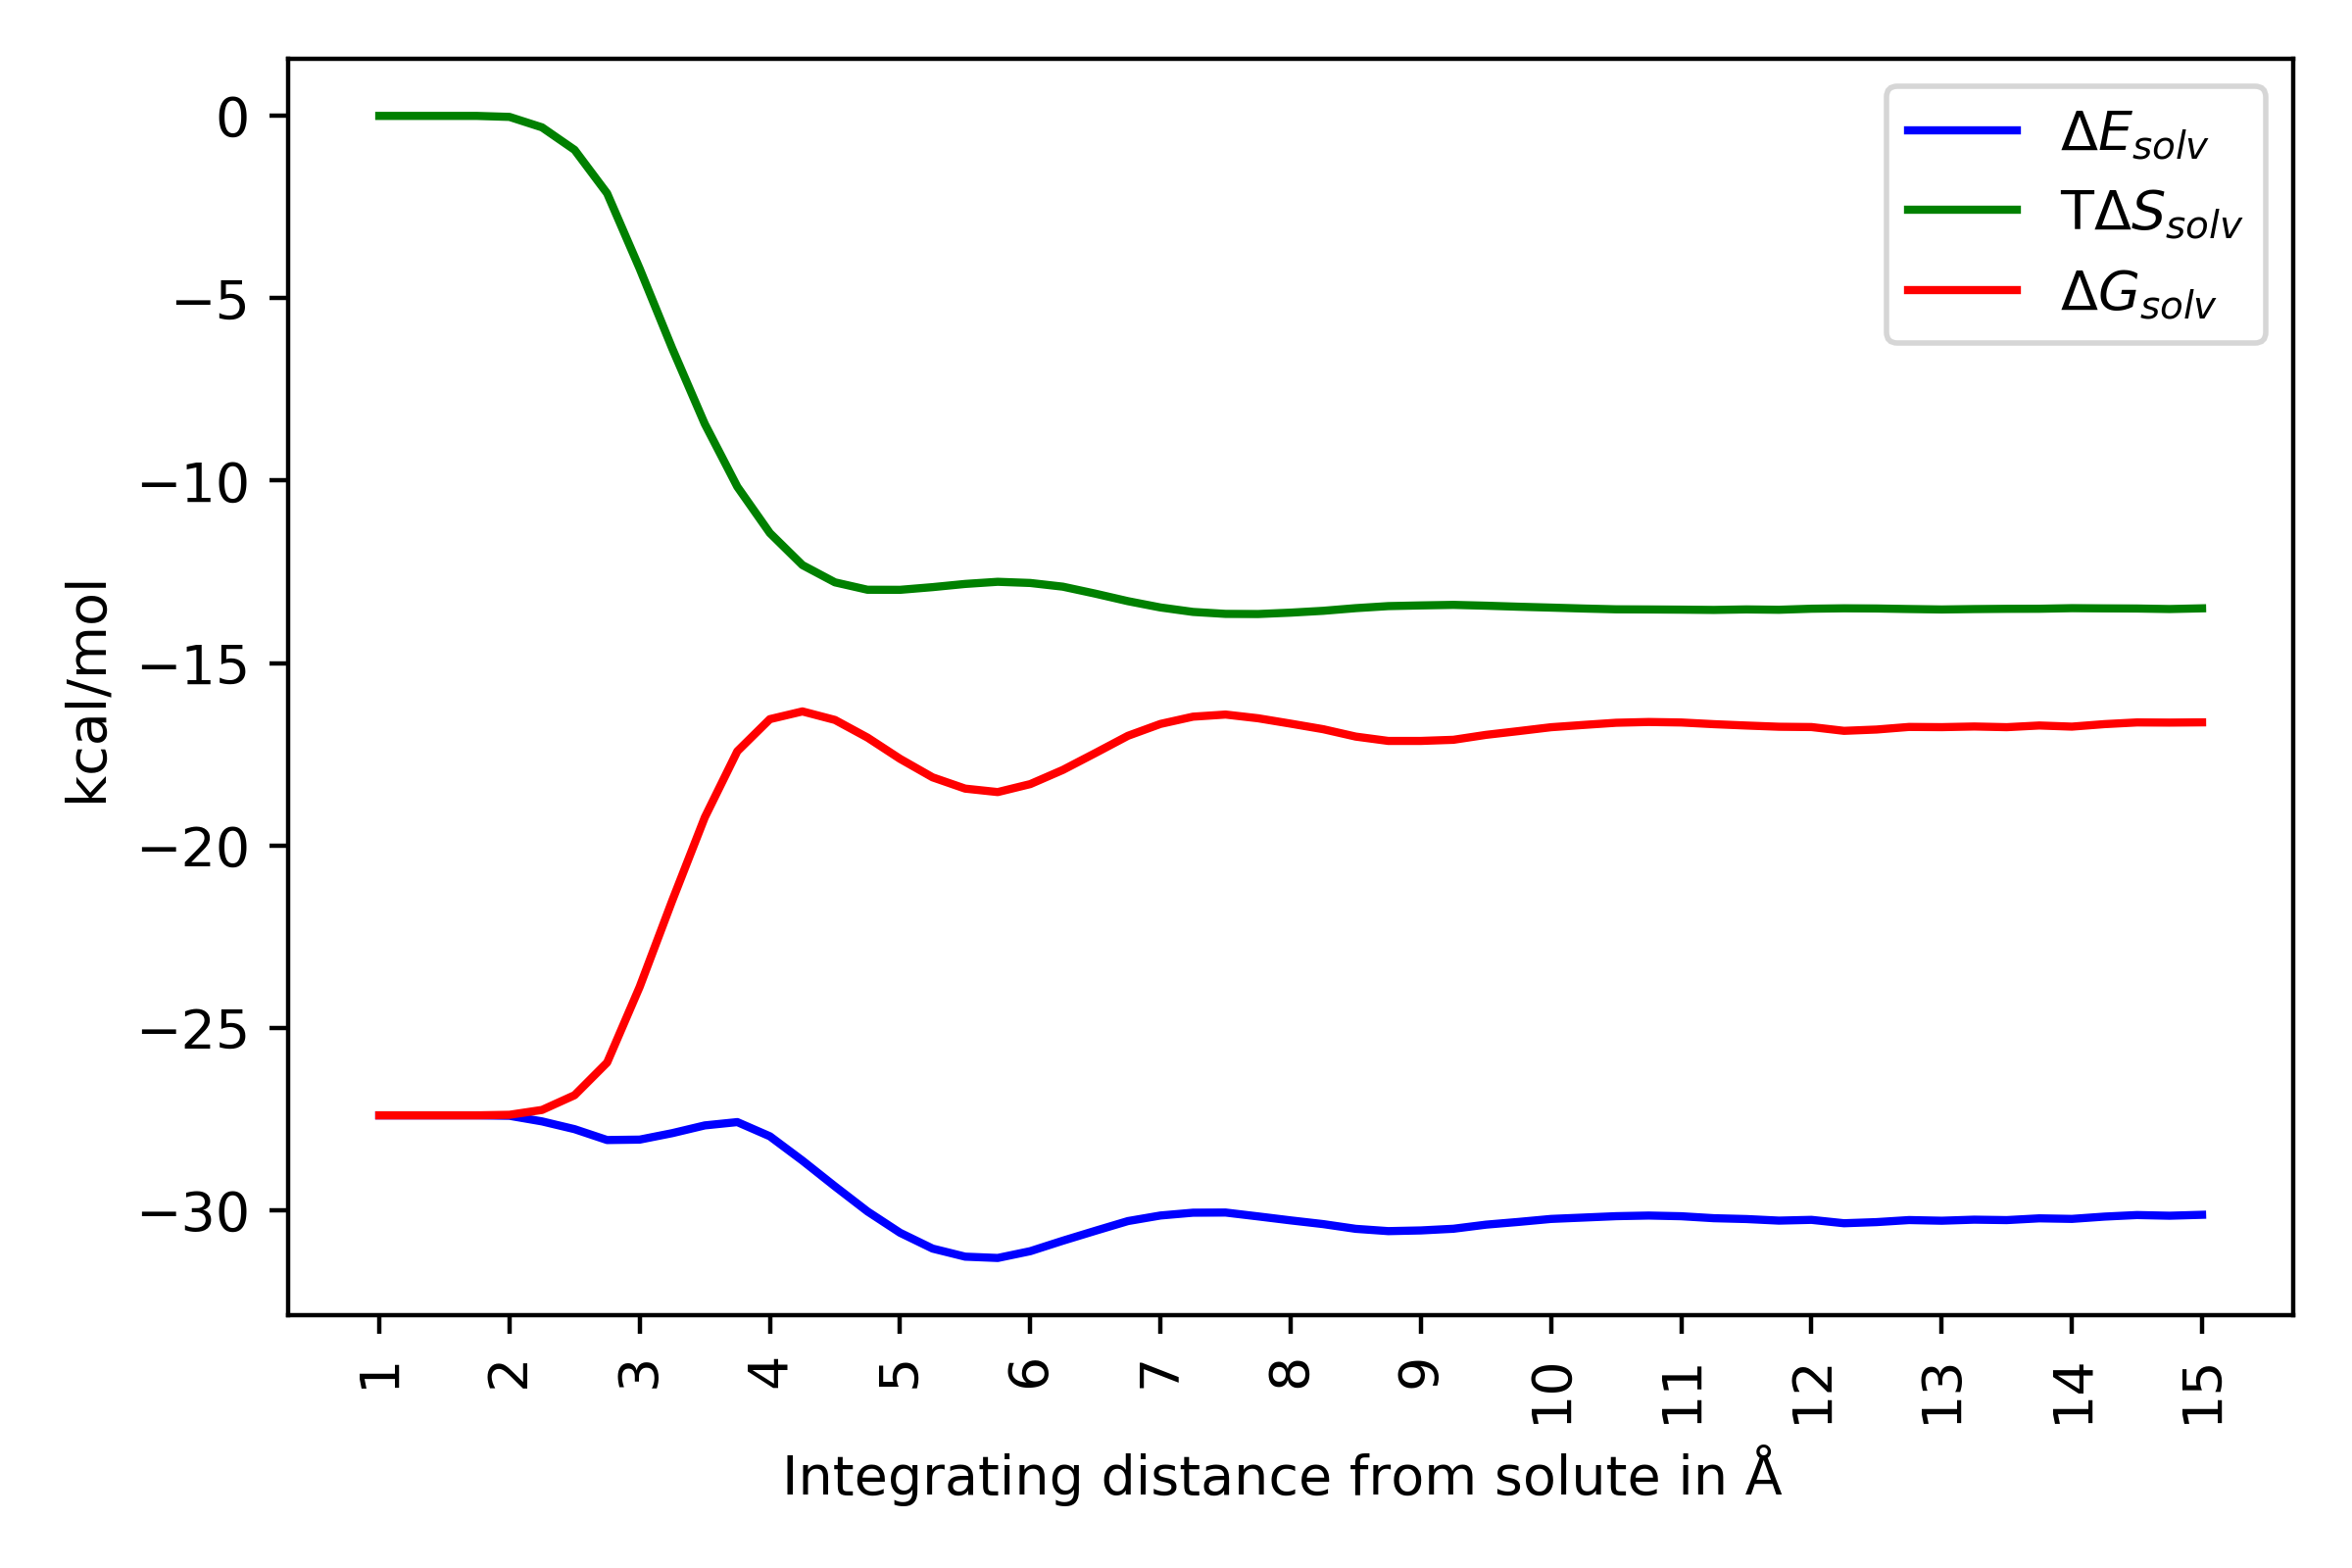 0
−5
−10
−15
−20
−25
−30
kcal/mol
ΔE_solv
TΔS_solv
ΔG_solv
1 2 3 4 5 6 7 8 9 10 11 12 13 14 15
Integrating distance from solute in Å